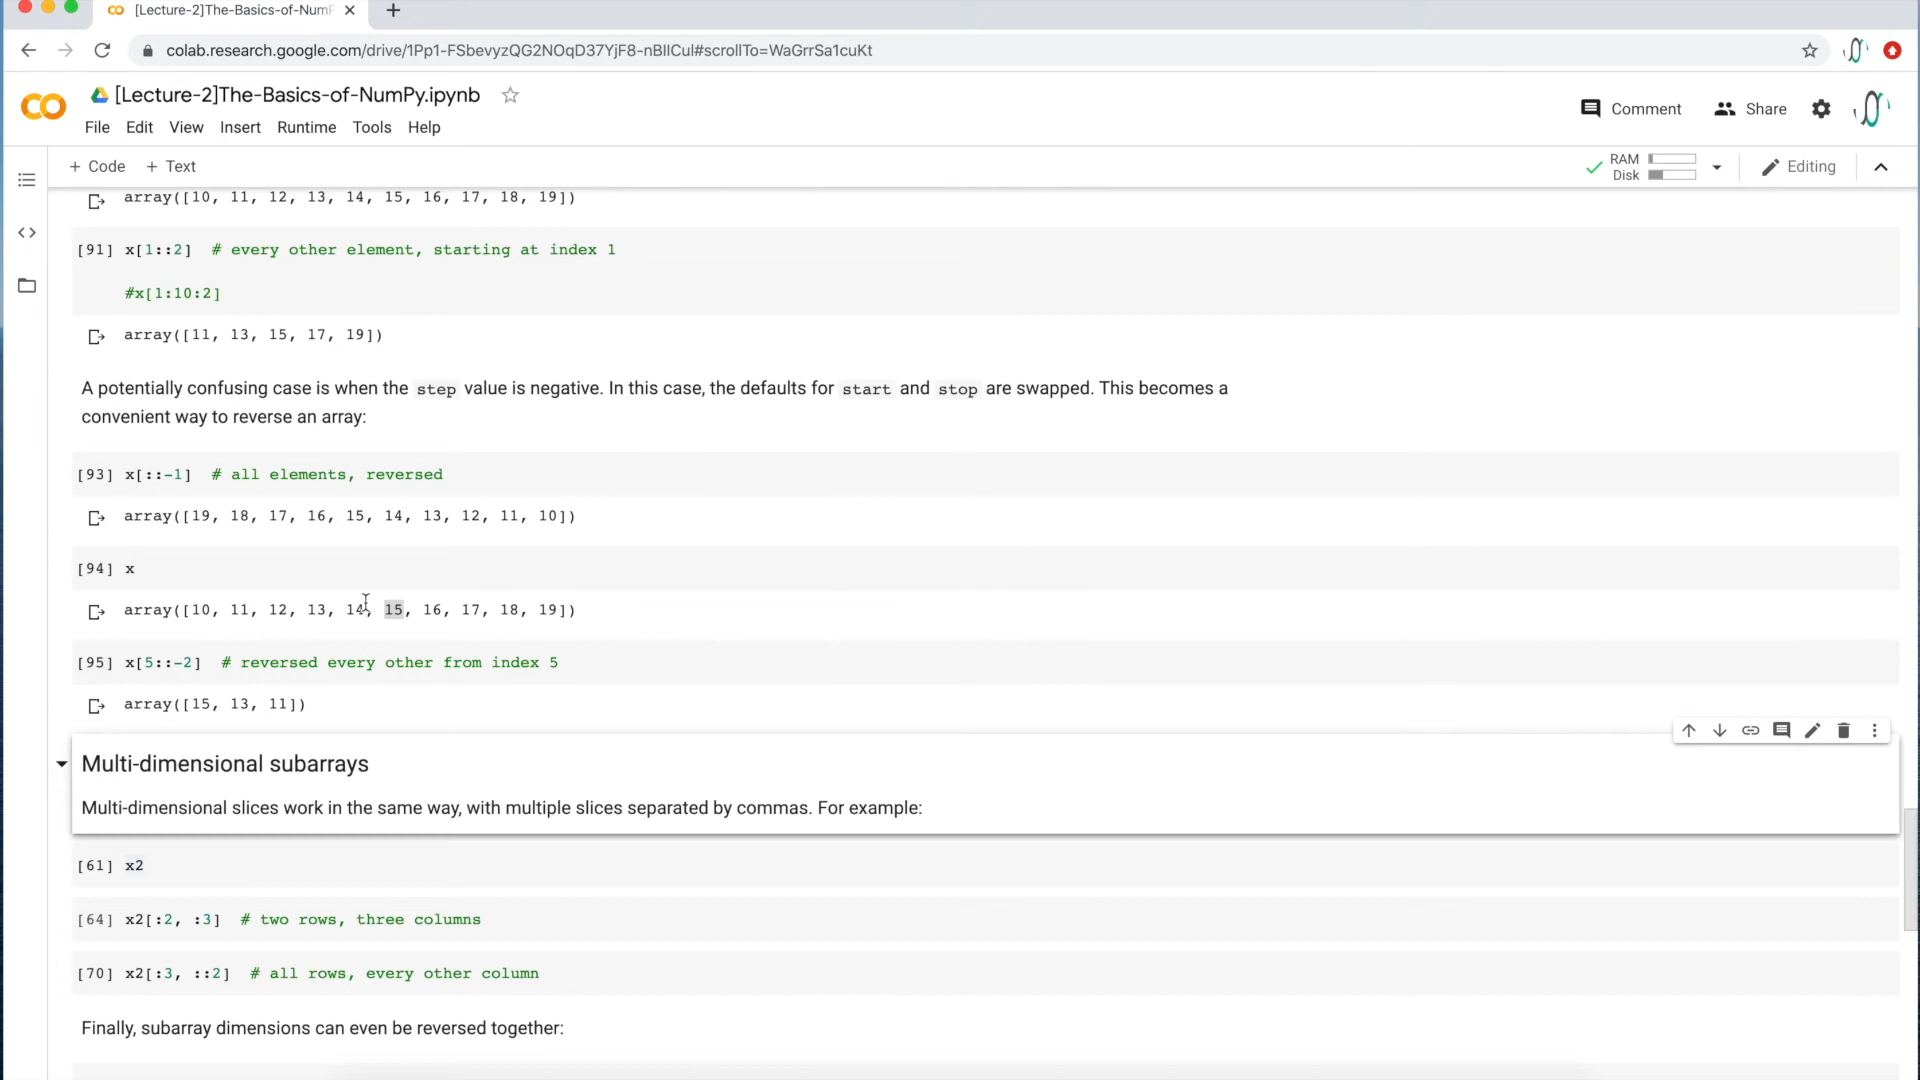 [Lecture-2]The-Basics-of-NumP
colab.research.google.com/drive/1Pp1-FSbevyzQG2NOqD37YjF8-nBIlCul#scrollTo=WaGrrSa1cuKt
[Lecture-2]The-Basics-of-NumPy.ipynb
Comment Share
File Edit View Insert Runtime Tools Help
+ Code + Text
RAM
Disk
Editing
array([10, 11, 12, 13, 14, 15, 16, 17, 18, 19])
[91] x[1::2] # every other element, starting at index 1
#x[1:10:2]
array([11, 13, 15, 17, 19])
A potentially confusing case is when the step value is negative. In this case, the defaults for start and stop are swapped. This becomes a
convenient way to reverse an array:
[93] x[::-1] # all elements, reversed
array([19, 18, 17, 16, 15, 14, 13, 12, 11, 10])
[94] x
array([10, 11, 12, 13, 14, 15, 16, 17, 18, 19])
[95] x[5::-2] # reversed every other from index 5
array([15, 13, 11])
Multi-dimensional subarrays
Multi-dimensional slices work in the same way, with multiple slices separated by commas. For example:
[61] x2
[64] x2[:2, :3] # two rows, three columns
[70] x2[:3, ::2] # all rows, every other column
Finally, subarray dimensions can even be reversed together: